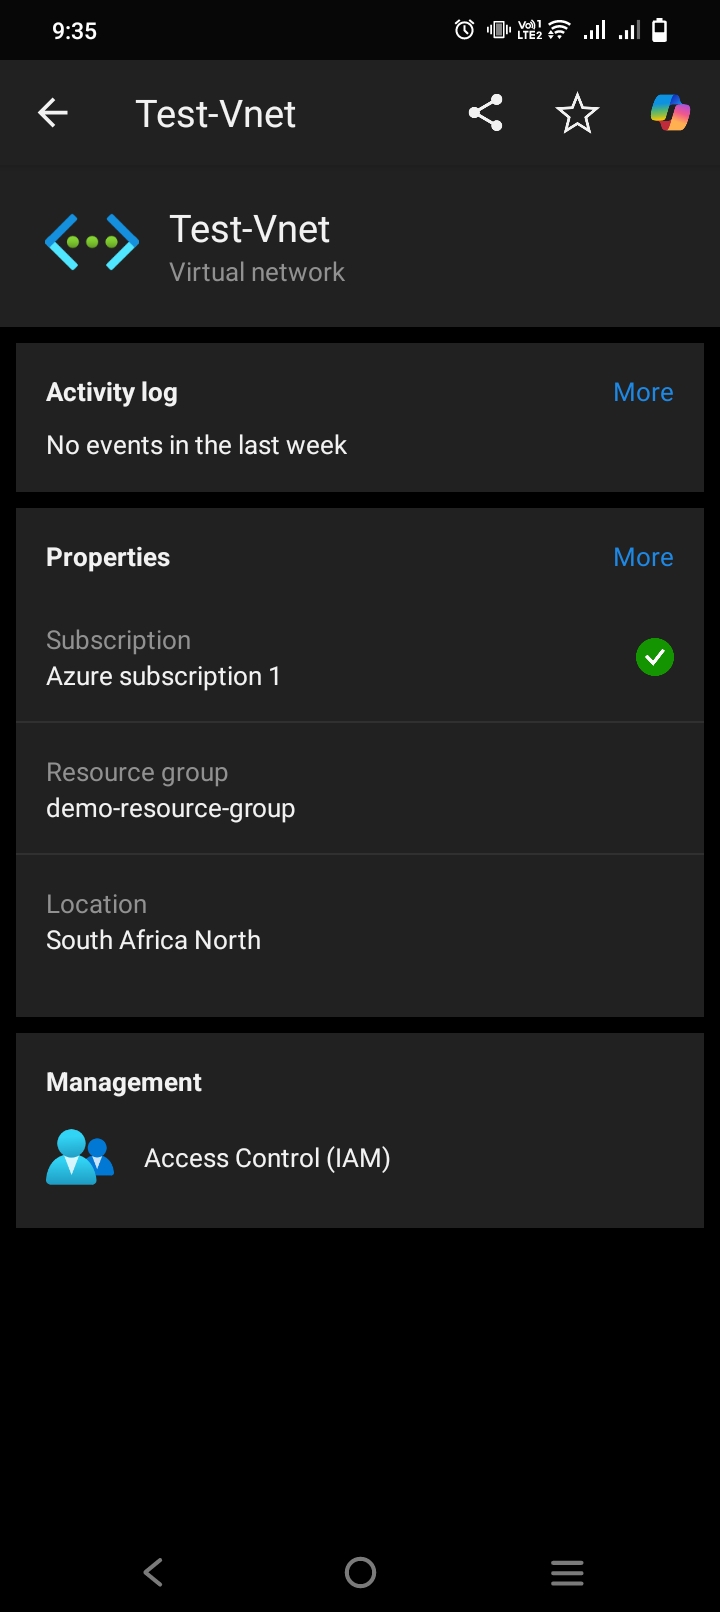 9:35
Vo) 1
LTE2
Test-Vnet
Test-Vnet
Virtual network
Activity log
More
No events in the last week
Properties
More
Subscription
Azure subscription 1
Resource group
demo-resource-group
Location
South Africa North
Management
Access Control (IAM)